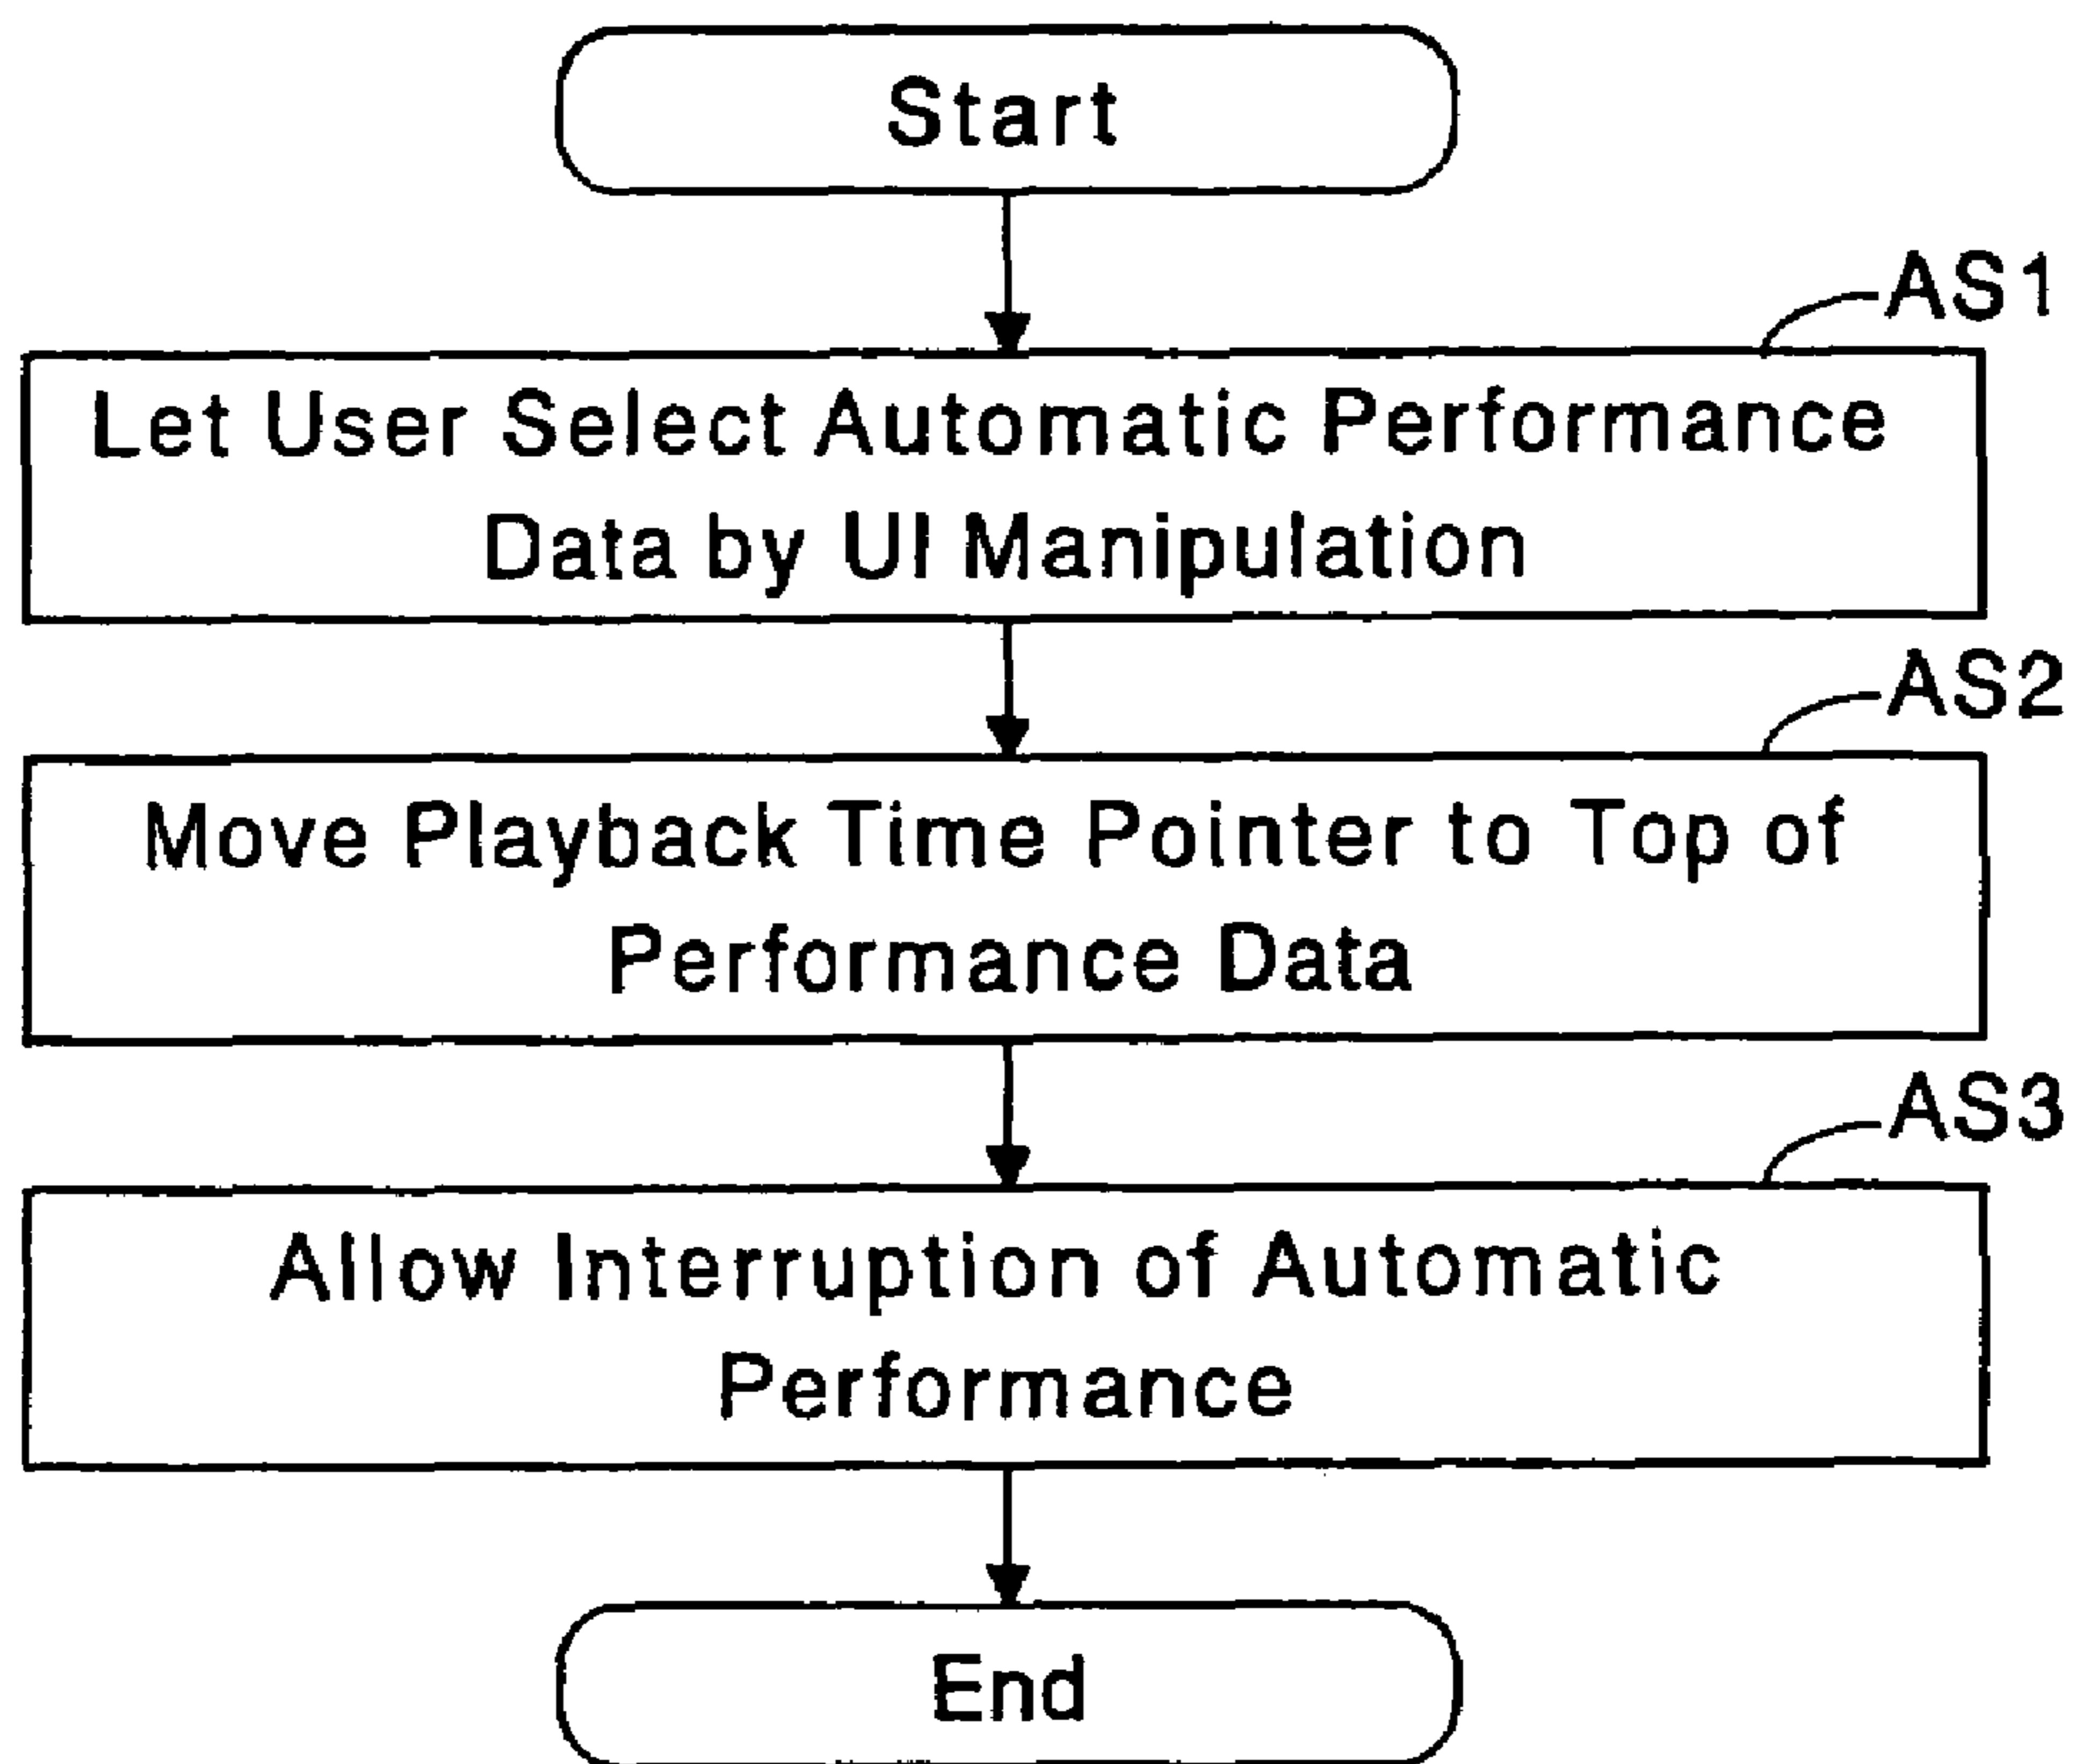 Start
AS1
Let User Select Automatic Performance
Data by UI Manipulation
AS2
Move Playback Time Pointer to Top of
Performance Data
AS3
Allow Interruption of Automatic
Performance
End